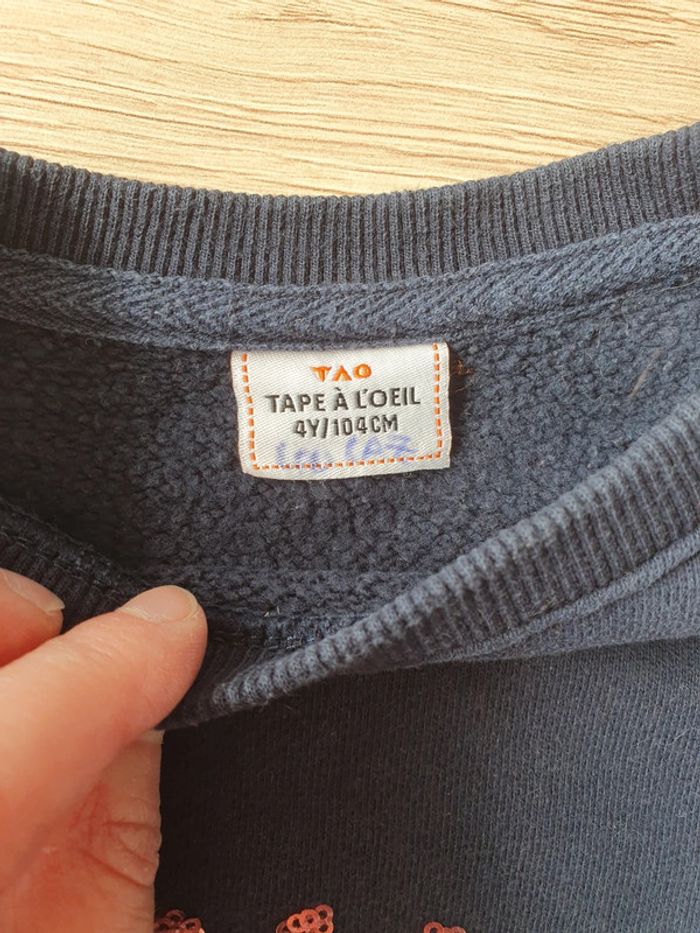 TAO
TAPE À L'OEIL
4Y/104CM